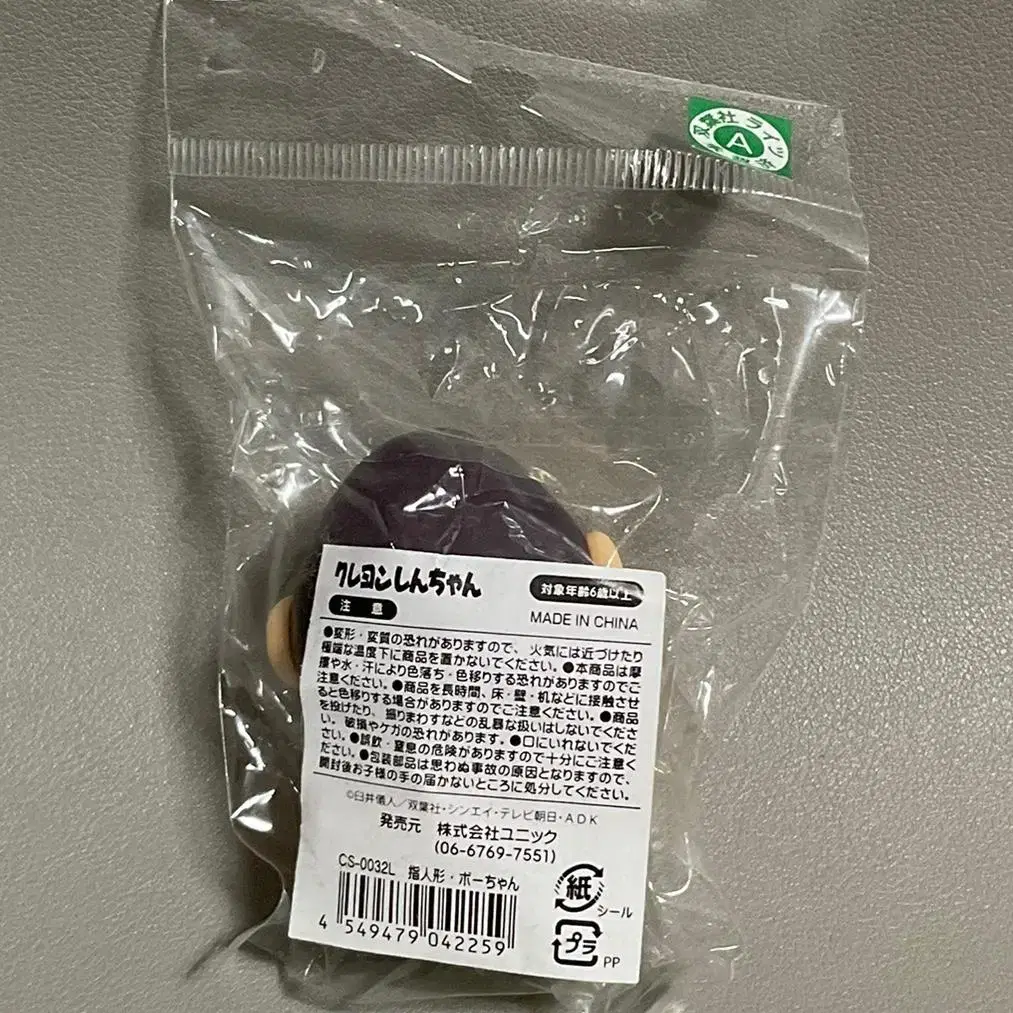 双葉社 ライツ
A
クレヨンしんちゃん
対象年齢6歳以上
注 意
MADE IN CHINA
●変形・変質の恐れがありますので、火気には近づけたり
極端な温度下に商品を置かないでください。●本商品は摩
擦や水・汗により色落ち・色移りする恐れがありますのでご
注意ください。●商品を長時間、床・壁・机などに接触させ
ると色移りする場合がありますのでご注意ください。●商品
を投げたり、振りまわすなどの乱暴な扱いはしないでくださ
い。破損やケガの恐れがあります。●口にいれないでくだ
さい。●誤飲・窒息の危険がありますので十分にご注意く
ださい。●包装部品は思わぬ事故の原因となりますので、
開封後お子様の手の届かないところに処分してください。
©臼井儀人/双葉社・シンエイ・テレビ朝日・ADK
発売元 株式会社ユニック
(06-6769-7551)
CS-0032L 指人形・ボーちゃん
4 549479 042259
紙
シール
プラ
PP